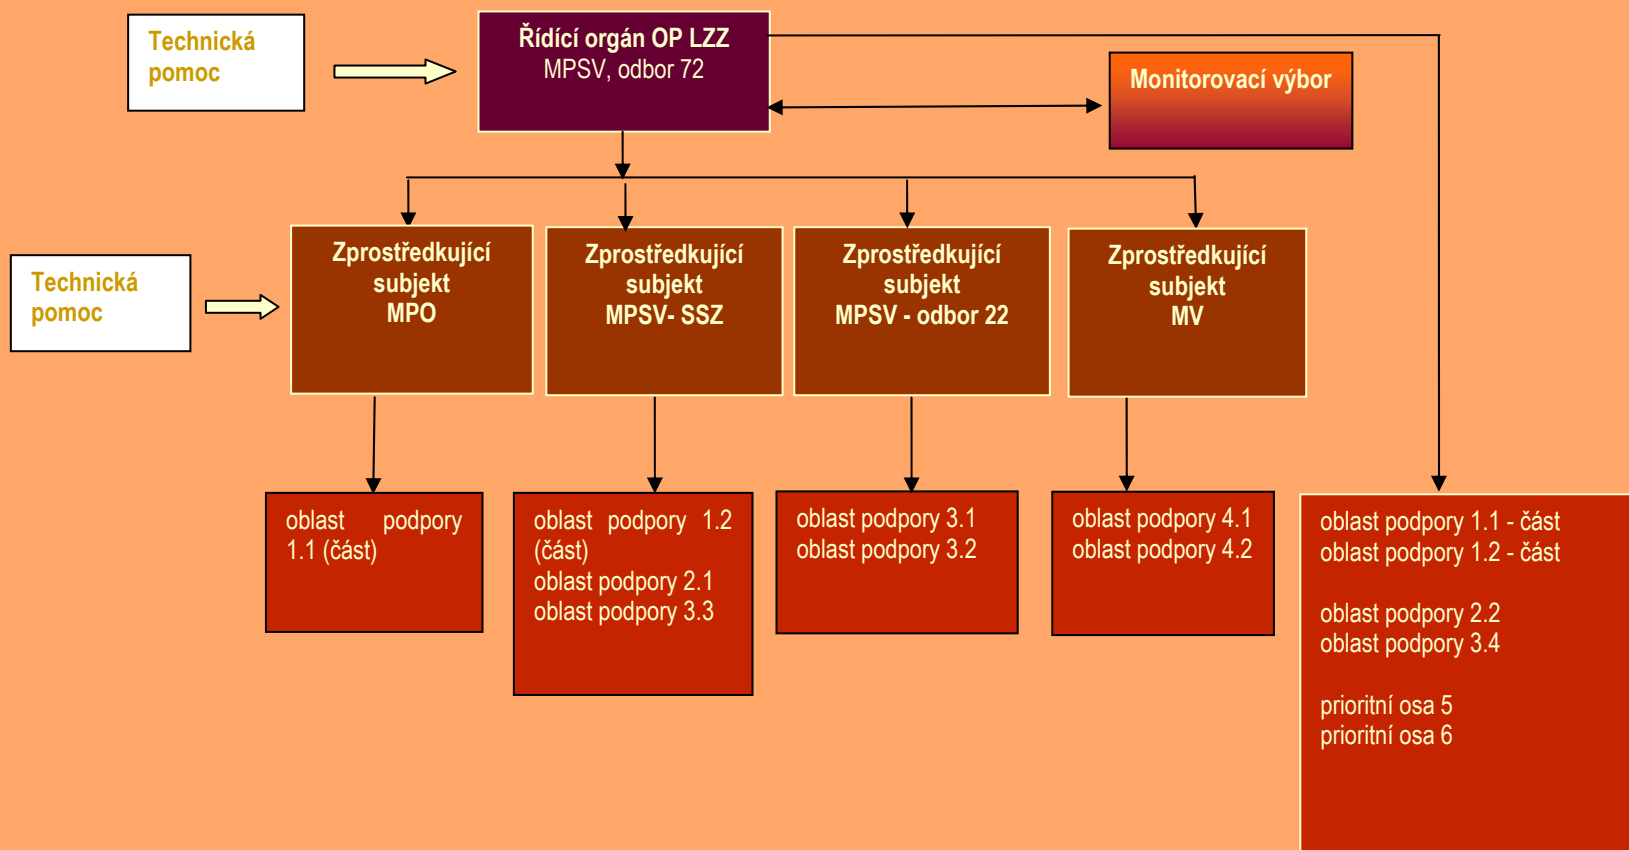 Technická
pomoc
Řídící orgán OP LZZ
MPSV, odbor 72
Monitorovací výbor
Technická
pomoc
Zprostředkující
subjekt
MPO
Zprostředkující
subjekt
MPSV- SSZ
Zprostředkující
subjekt
MPSV - odbor 22
Zprostředkující
subjekt
MV
oblast podpory
1.1 (část)
oblast podpory 1.2
(část)
oblast podpory 2.1
oblast podpory 3.3
oblast podpory 3.1
oblast podpory 3.2
oblast podpory 4.1
oblast podpory 4.2
oblast podpory 1.1 - část
oblast podpory 1.2 - část
oblast podpory 2.2
oblast podpory 3.4
prioritní osa 5
prioritní osa 6